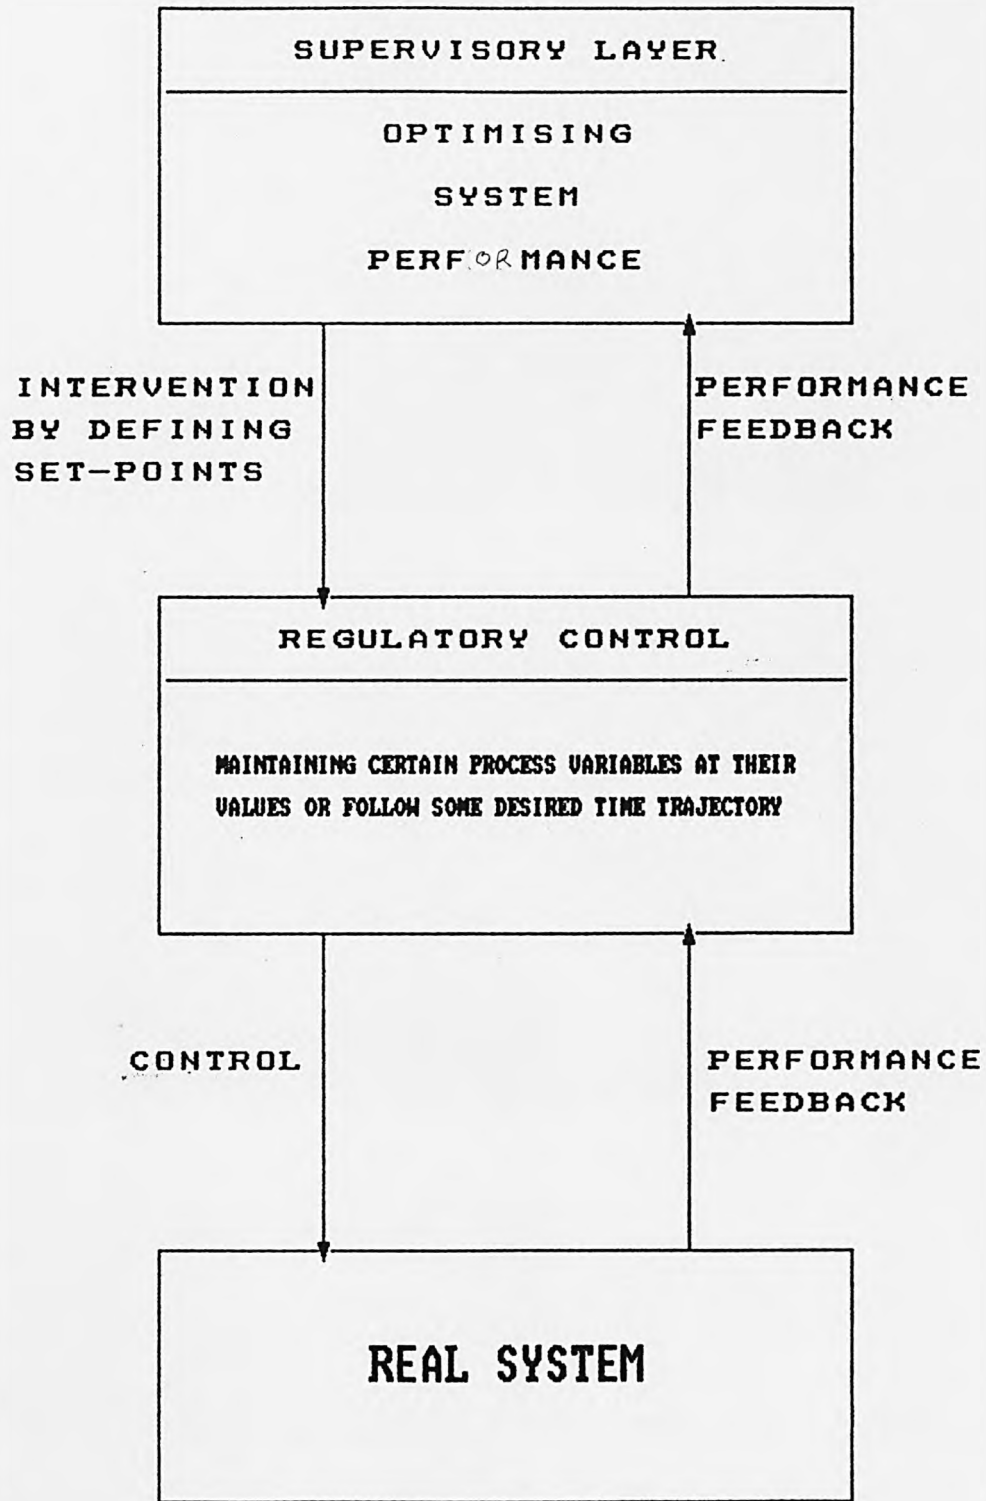 SUPERVISORY LAYER
OPTIMISING
SYSTEM
PERFORMANCE
INTERVENTION
BY DEFINING
SET-POINTS
PERFORMANCE
FEEDBACK
REGULATORY CONTROL
MAINTAINING CERTAIN PROCESS VARIABLES AT THEIR
VALUES OR FOLLOW SOME DESIRED TIME TRAJECTORY
CONTROL
PERFORMANCE
FEEDBACK
REAL SYSTEM